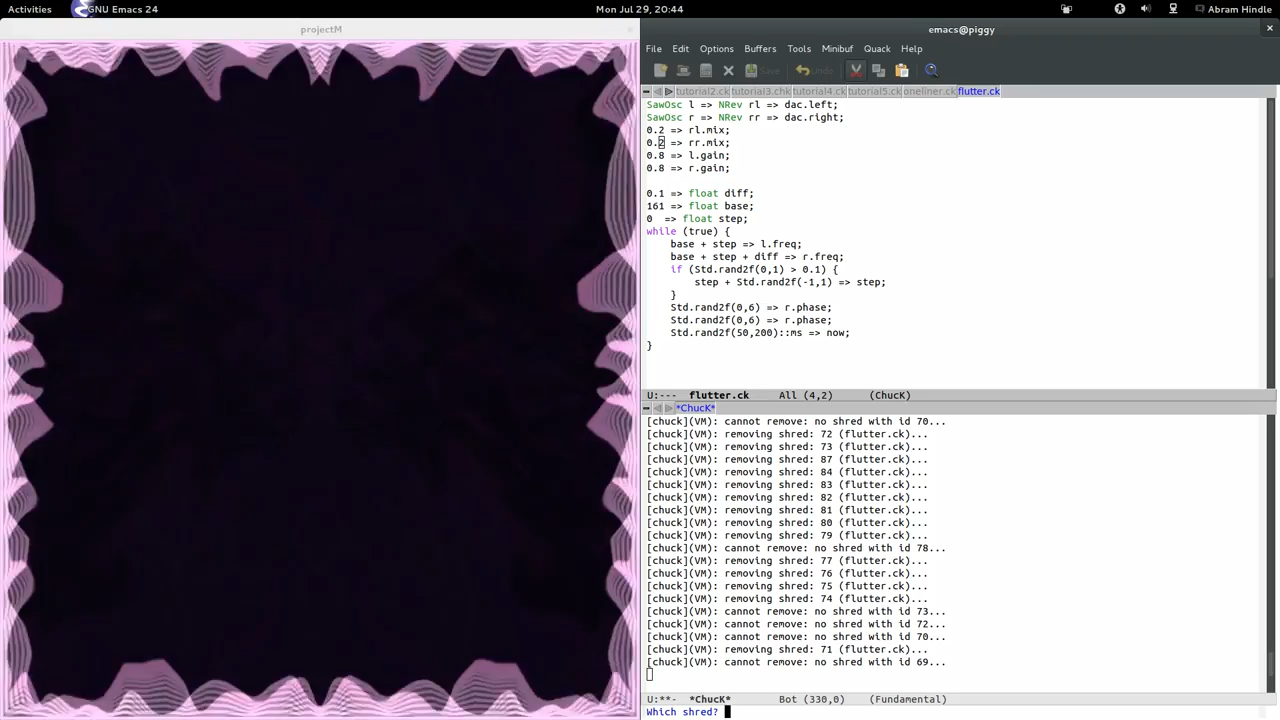 Activities GNU Emacs 24 Mon Jul 29, 20:44 Abram Hindle
projectM
emacs@piggy
File Edit Options Buffers Tools Minibuf Quack Help
Save Undo
tutorial2.ck tutorial3.chk tutorial4.ck tutorial5.ck oneliner.ck flutter.ck
SawOsc l => NRev rl => dac.left;
SawOsc r => NRev rr => dac.right;
0.2 => rl.mix;
0.2 => rr.mix;
0.8 => l.gain;
0.8 => r.gain;
0.1 => float diff;
161 => float base;
0  => float step;
while (true) {
    base + step => l.freq;
    base + step + diff => r.freq;
    if (Std.rand2f(0,1) > 0.1) {
        step + Std.rand2f(-1,1) => step;
    }
    Std.rand2f(0,6) => r.phase;
    Std.rand2f(0,6) => r.phase;
    Std.rand2f(50,200)::ms => now;
}
U:--- flutter.ck All (4,2) (ChucK)
*ChucK*
[chuck](VM): cannot remove: no shred with id 70...
[chuck](VM): removing shred: 72 (flutter.ck)...
[chuck](VM): removing shred: 73 (flutter.ck)...
[chuck](VM): removing shred: 87 (flutter.ck)...
[chuck](VM): removing shred: 84 (flutter.ck)...
[chuck](VM): removing shred: 83 (flutter.ck)...
[chuck](VM): removing shred: 82 (flutter.ck)...
[chuck](VM): removing shred: 81 (flutter.ck)...
[chuck](VM): removing shred: 80 (flutter.ck)...
[chuck](VM): removing shred: 79 (flutter.ck)...
[chuck](VM): cannot remove: no shred with id 78...
[chuck](VM): removing shred: 77 (flutter.ck)...
[chuck](VM): removing shred: 76 (flutter.ck)...
[chuck](VM): removing shred: 75 (flutter.ck)...
[chuck](VM): removing shred: 74 (flutter.ck)...
[chuck](VM): cannot remove: no shred with id 73...
[chuck](VM): cannot remove: no shred with id 72...
[chuck](VM): cannot remove: no shred with id 70...
[chuck](VM): removing shred: 71 (flutter.ck)...
[chuck](VM): cannot remove: no shred with id 69...
U:**- *ChucK* Bot (330,0) (Fundamental)
Which shred?